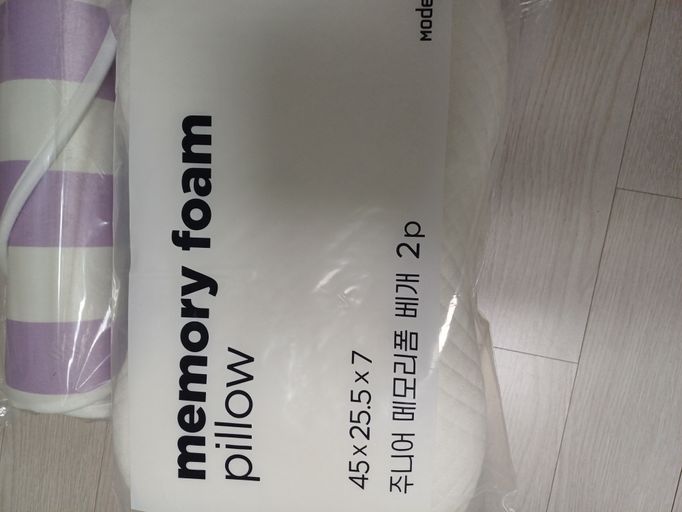 memory foam
pillow
45 x 25.5 x 7
주니어 메모리폼 베개 2p